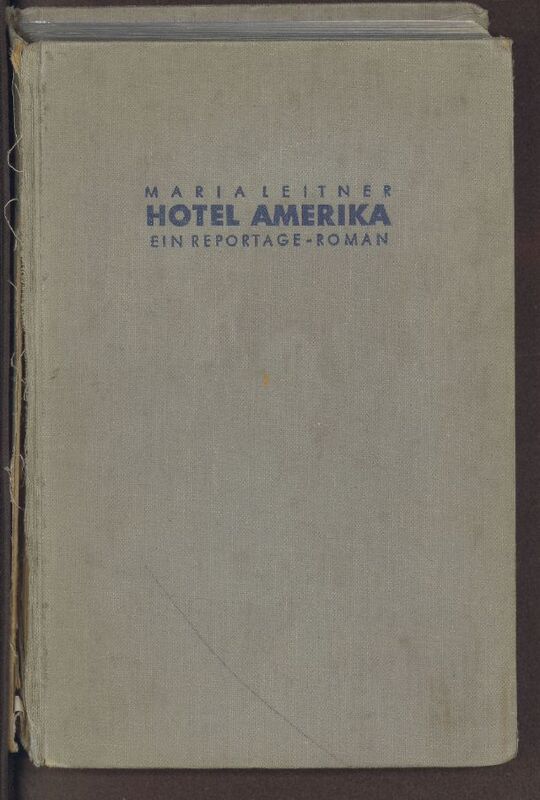 MARIA LEITNER
HOTEL AMERIKA
EIN REPORTAGE-ROMAN